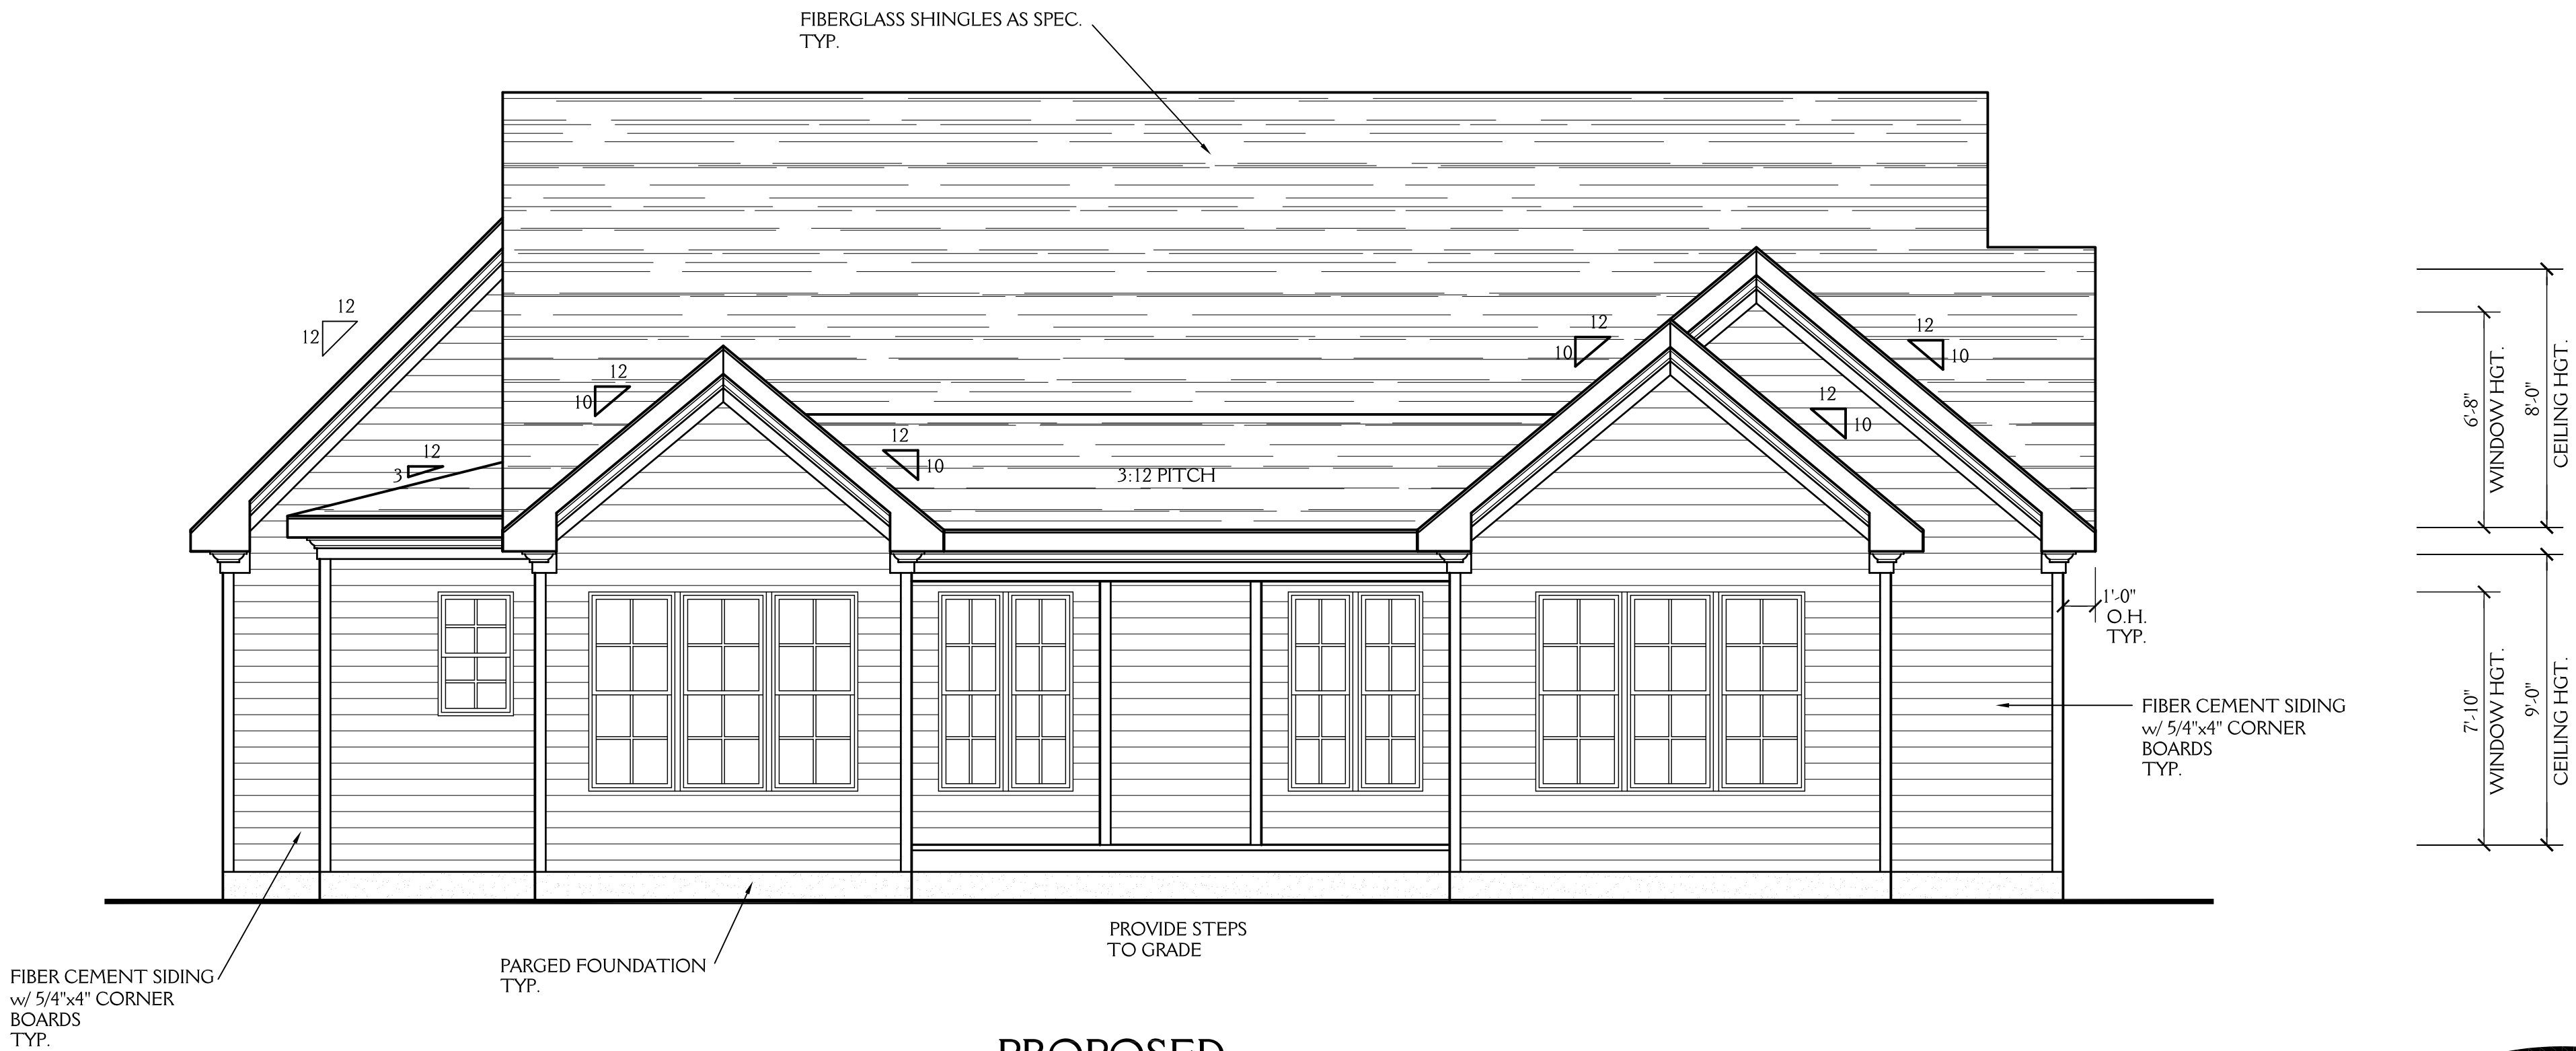 FIBERGLASS SHINGLES AS SPEC.
TYP.
12
12
12
3
12
10
12
10
3:12 PITCH
12
10
12
10
12
10
6'-8"
WINDOW HGT.
8'-0"
CEILING HGT.
1'-0"
O.H.
TYP.
7'-10"
WINDOW HGT.
9'-0"
CEILING HGT.
FIBER CEMENT SIDING
w/ 5/4"x4" CORNER
BOARDS
TYP.
PROVIDE STEPS
TO GRADE
PARGED FOUNDATION
TYP.
FIBER CEMENT SIDING
w/ 5/4"x4" CORNER
BOARDS
TYP.
PROPOSED